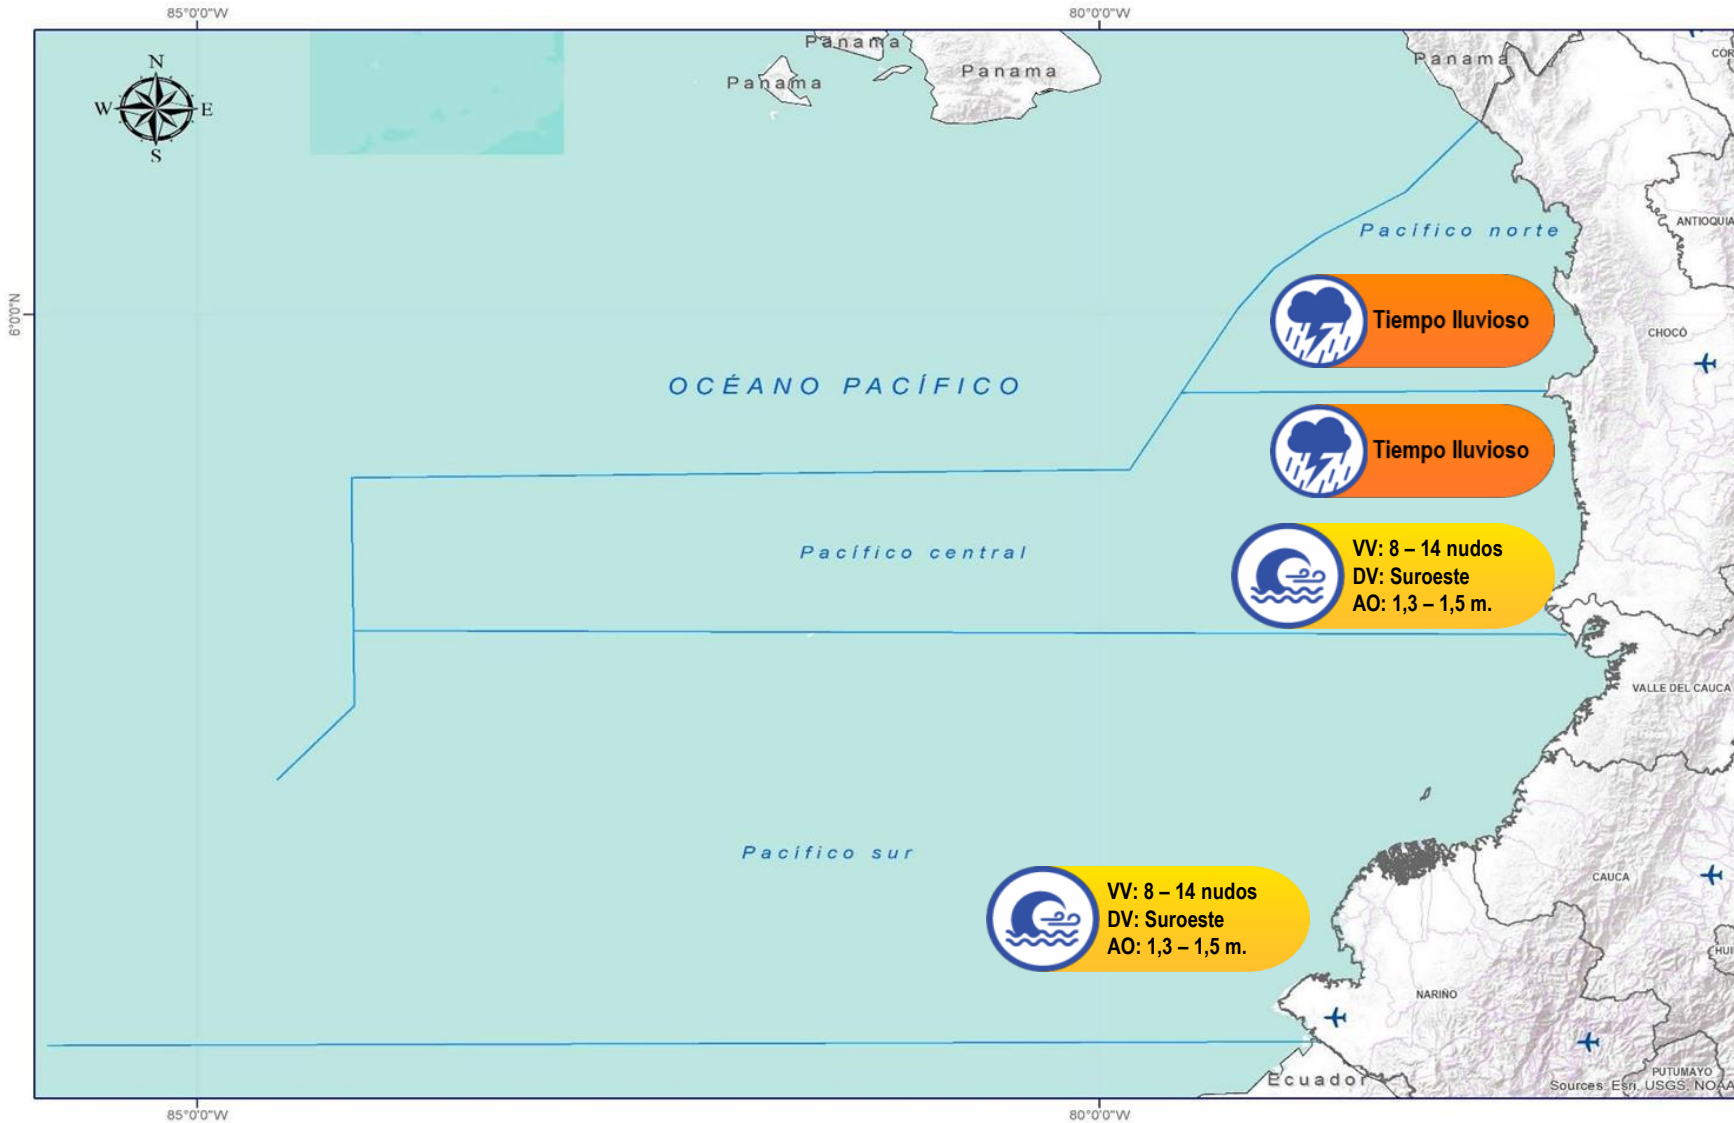 85°0'0"W
80°0'0"W
N
W
E
S
Panama
Panama
Panama
Panama
COR
ANTIOQUIA
Pacífico norte
6°0'0"N
Tiempo lluvioso
CHOCÓ
OCÉANO PACÍFICO
Tiempo lluvioso
Pacífico central
VV: 8 – 14 nudos
DV: Suroeste
AO: 1,3 – 1,5 m.
VALLE DEL CAUCA
Pacífico sur
CAUCA
VV: 8 – 14 nudos
DV: Suroeste
AO: 1,3 – 1,5 m.
HUI
NARIÑO
PUTUMAYO
Ecuador
Sources: Esri, USGS, NOAA
85°0'0"W
80°0'0"W